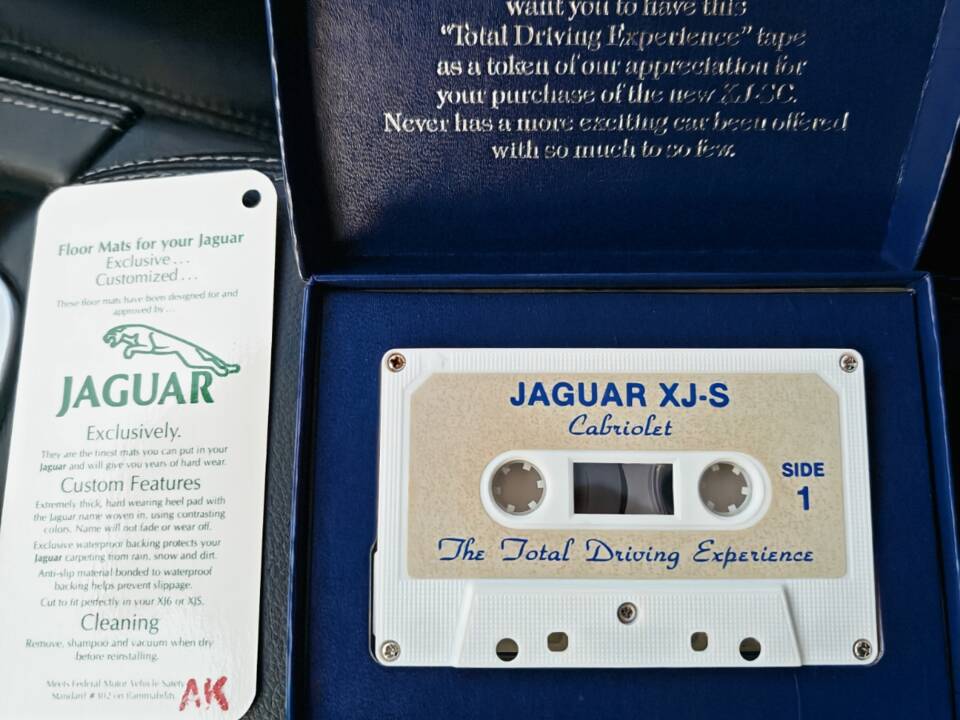 want you to have this
"Total Driving Experience" tape
as a token of our appreciation for
your purchase of the new XJ-SC.
Never has a more exciting car been offered
with so much to so few.
Floor Mats for your Jaguar
Exclusive...
Customized...
These floor mats have been designed for and
approved by...
JAGUAR
Exclusively.
They are the finest mats you can put in your
Jaguar and will give you years of hard wear.
Custom Features
Extremely thick, hard wearing heel pad with
the Jaguar name woven in, using contrasting
colors. Name will not fade or wear off.
Exclusive waterproof backing protects your
Jaguar carpeting from rain, snow and dirt.
Anti-slip material bonded to waterproof
backing helps prevent slippage.
Cut to fit perfectly in your XJ6 or XJS.
Cleaning
Remove, shampoo and vacuum when dry
before reinstalling.
Meets Federal Motor Vehicle Safety
Standard #302 on flammability.
AK
JAGUAR XJ-S
Cabriolet
SIDE
1
The Total Driving Experience